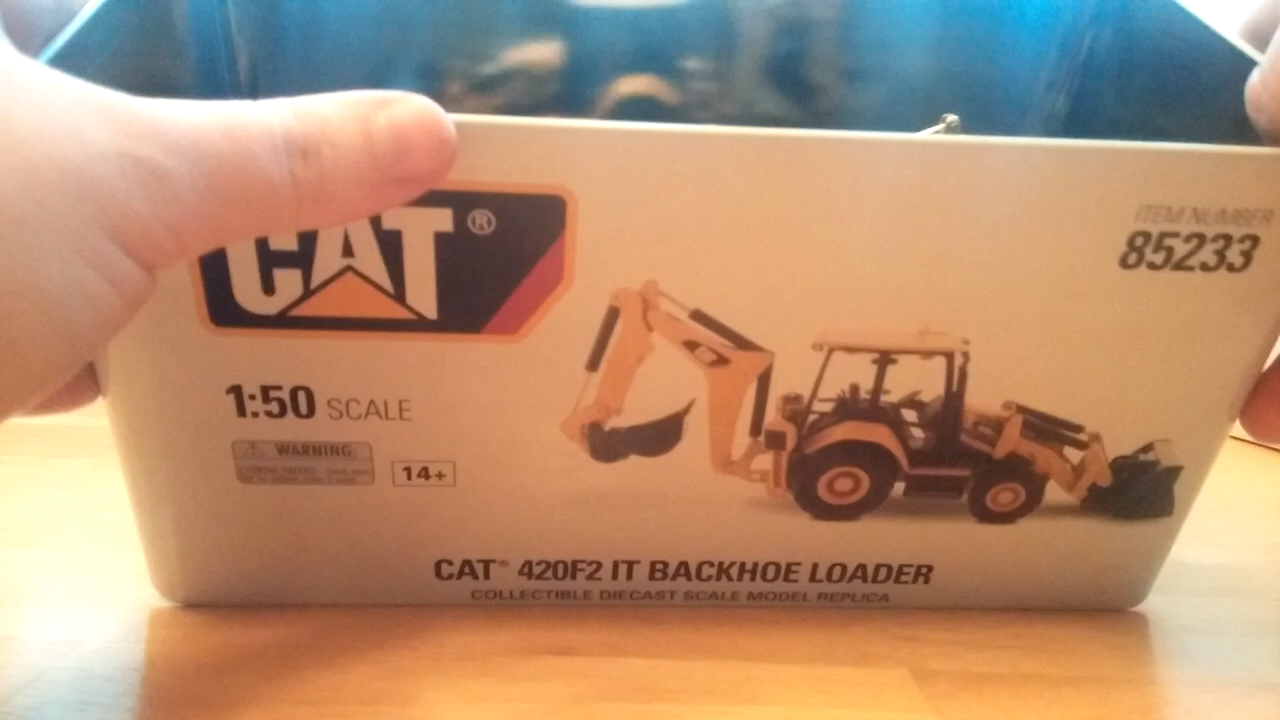 CAT®
ITEM NUMBER
85233
1:50 SCALE
WARNING
14+
CAT® 420F2 IT BACKHOE LOADER
COLLECTIBLE DIECAST SCALE MODEL REPLICA